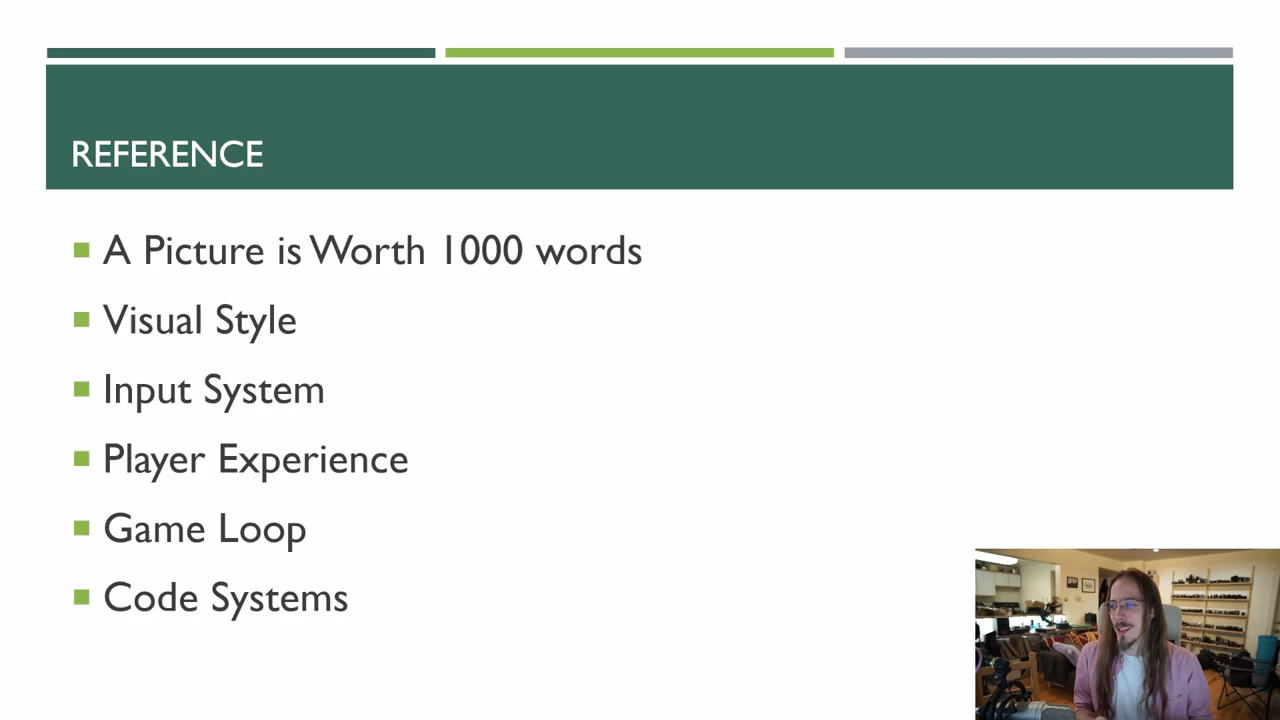 REFERENCE
A Picture is Worth 1000 words
Visual Style
Input System
Player Experience
Game Loop
Code Systems